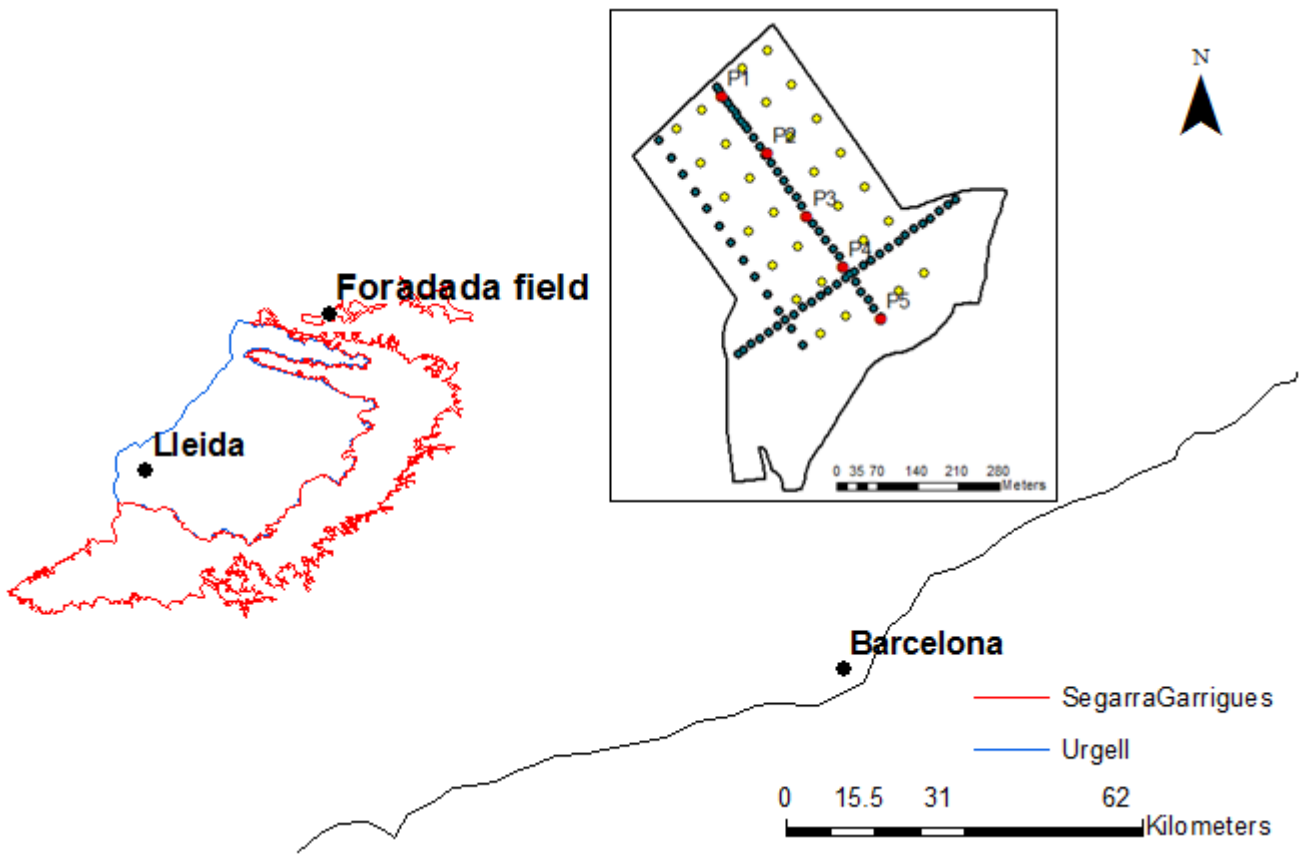 N
P1
P2
P3
P4
P5
0 35 70 140 210 280
Meters
Foradada field
Lleida
Barcelona
SegarraGarrigues
Urgell
0 15.5 31 62
Kilometers